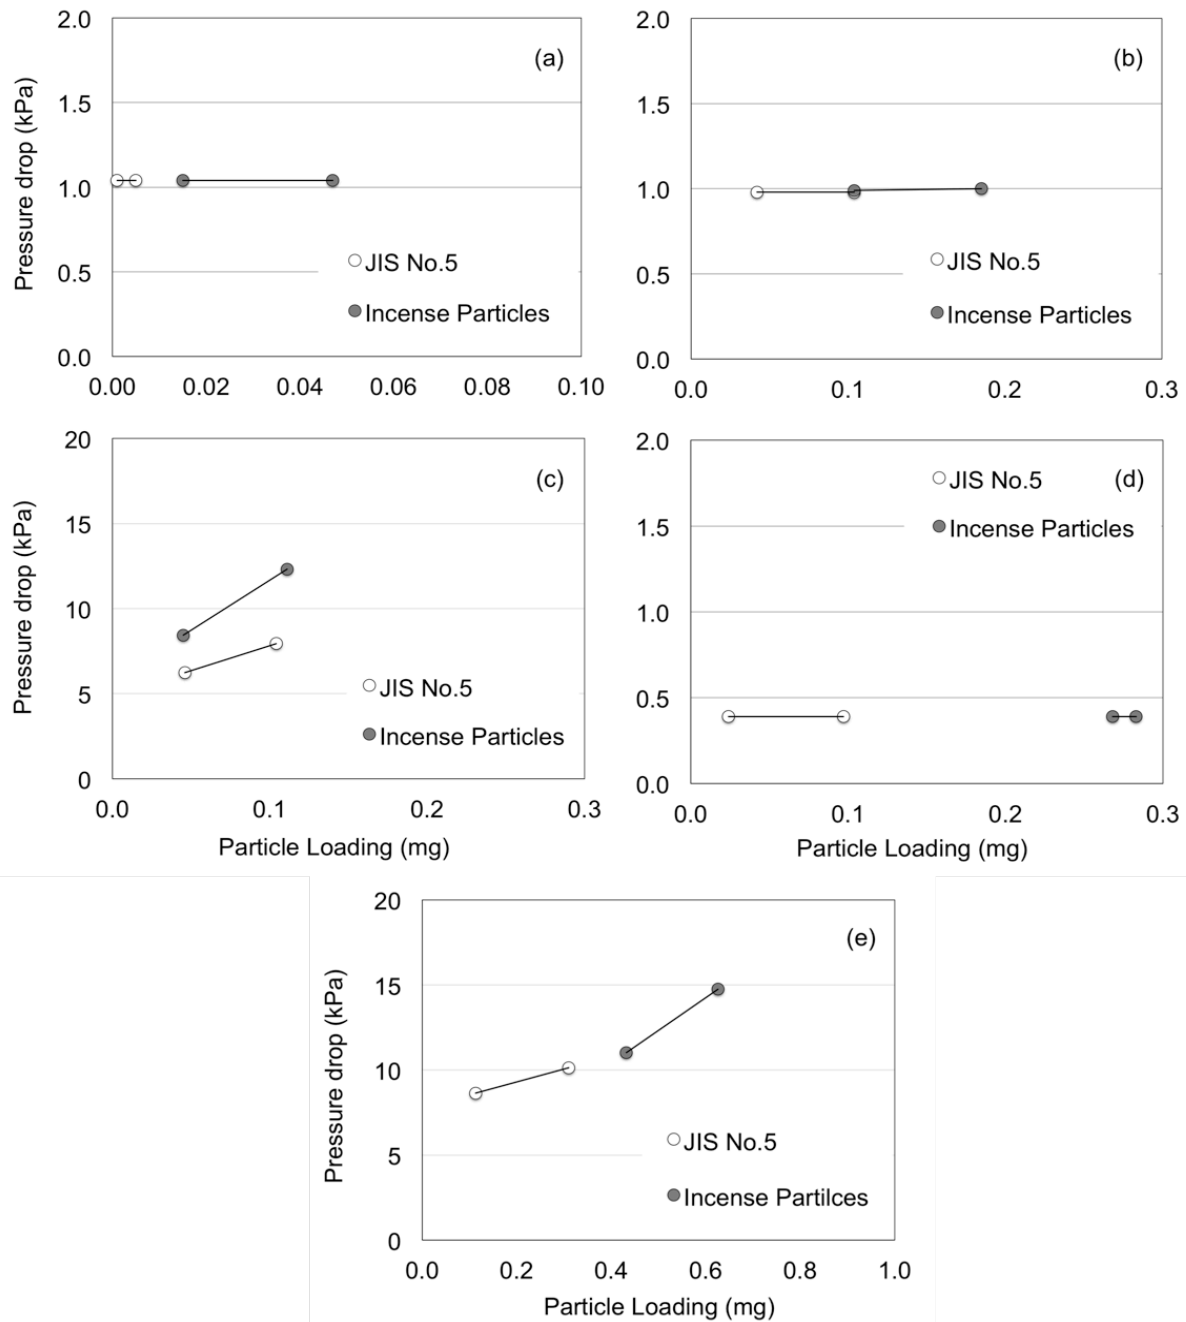 2.0
(a)
1.5
Pressure drop (kPa)
1.0
JIS No.5
0.5
Incense Particles
0.0
0.00 0.02 0.04 0.06 0.08 0.10
2.0
(b)
1.5
1.0
JIS No.5
0.5
Incense Particles
0.0
0.0 0.1 0.2 0.3
20
(c)
15
Pressure drop (kPa)
10
5
JIS No.5
Incense Particles
0
0.0 0.1 0.2 0.3
Particle Loading (mg)
2.0
JIS No.5 (d)
1.5
Incense Particles
1.0
0.5
0.0
0.0 0.1 0.2 0.3
Particle Loading (mg)
20
(e)
15
Pressure drop (kPa)
10
JIS No.5
5
Incense Partilces
0
0.0 0.2 0.4 0.6 0.8 1.0
Particle Loading (mg)